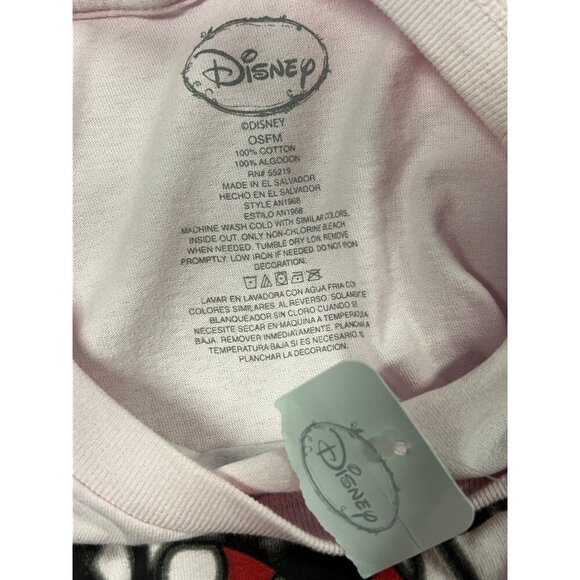 Disney
©DISNEY
OSFM
100% COTTON
100% ALGODON
RN# 55219
MADE IN EL SALVADOR
HECHO EN EL SALVADOR
STYLE AN1968
ESTILO AN1968
MACHINE WASH COLD WITH SIMILAR COLORS,
INSIDE OUT. ONLY NON-CHLORINE BLEACH
WHEN NEEDED. TUMBLE DRY LOW. REMOVE
PROMPTLY. LOW IRON IF NEEDED. DO NOT IRON
DECORATION.
LAVAR EN LAVADORA CON AGUA FRIA CO
COLORES SIMILARES. AL REVERSO. SOLAMENTE
BLANQUEADOR SIN CLORO CUANDO SE
NECESITE SECAR EN MAQUINA A TEMPERATURA
BAJA. REMOVER INMEDIATAMENTE. PLANCHAR A
TEMPERATURA BAJA SI ES NECESARIO. N
PLANCHAR LA DECORACION.
Disney